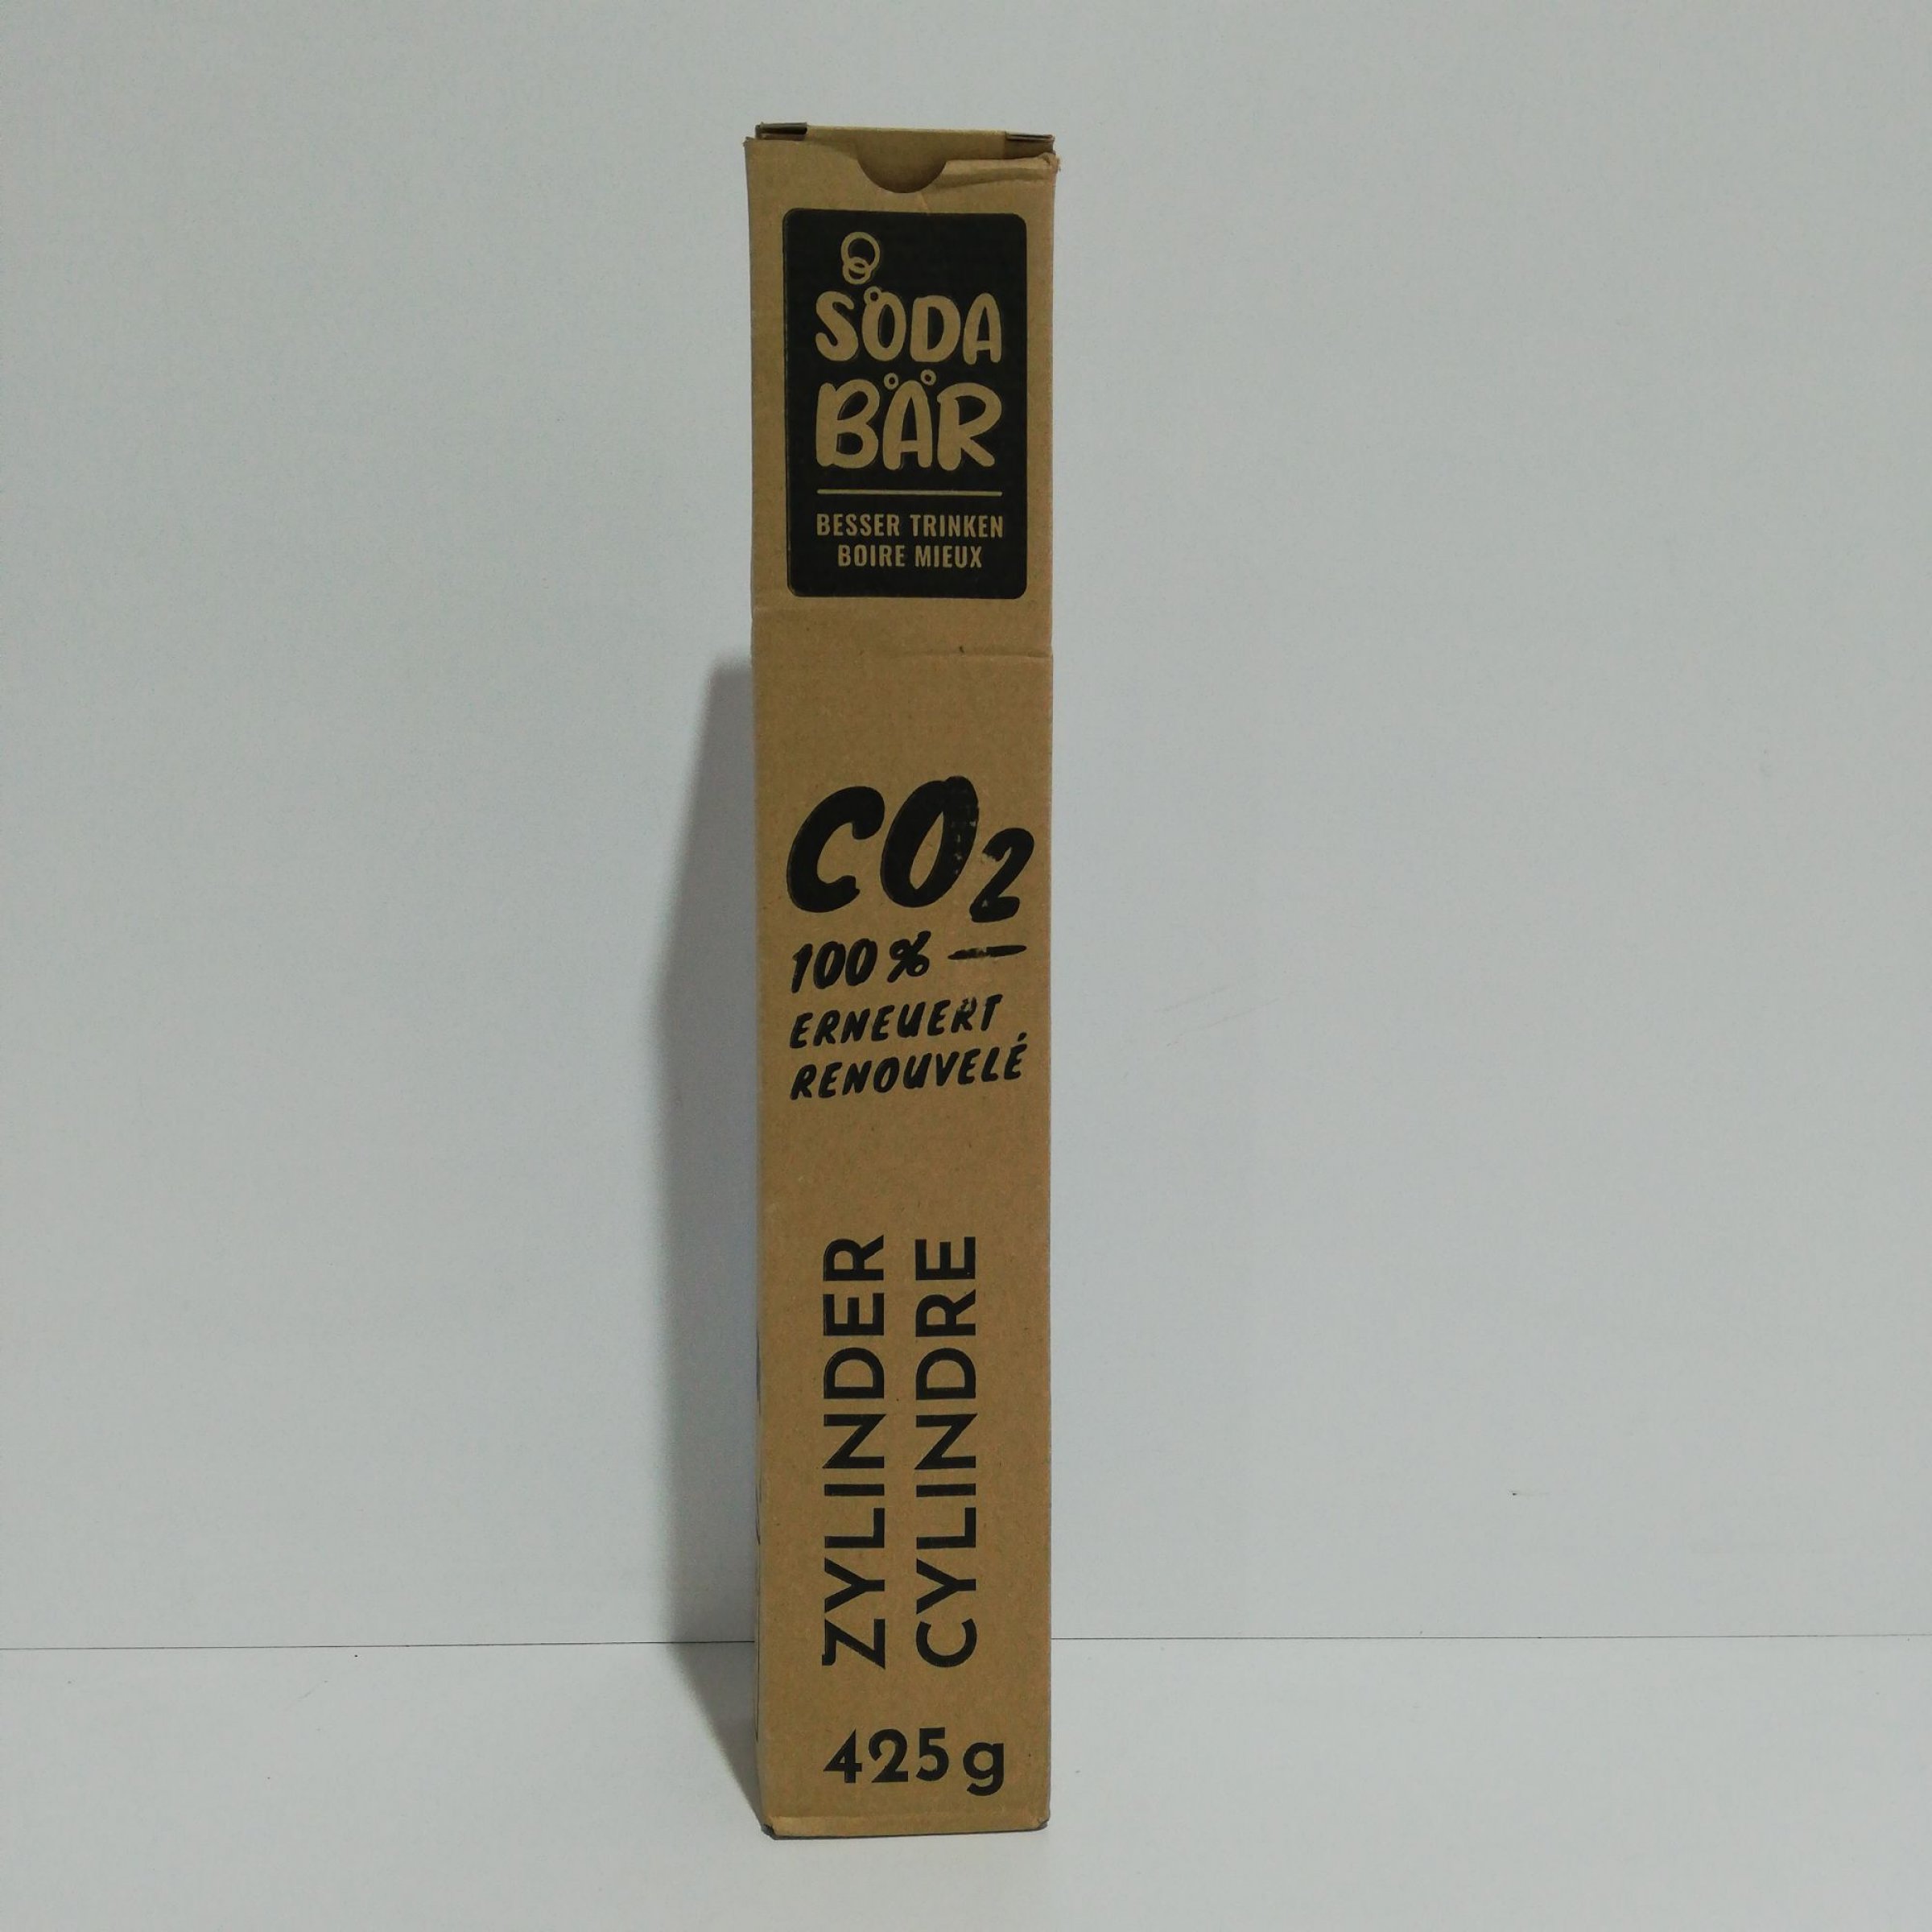 SODA
BÄR
BESSER TRINKEN
BOIRE MIEUX
CO₂
100% —
ERNEUERT
RENOUVELÉ
ZYLINDER
CYLINDRE
425g